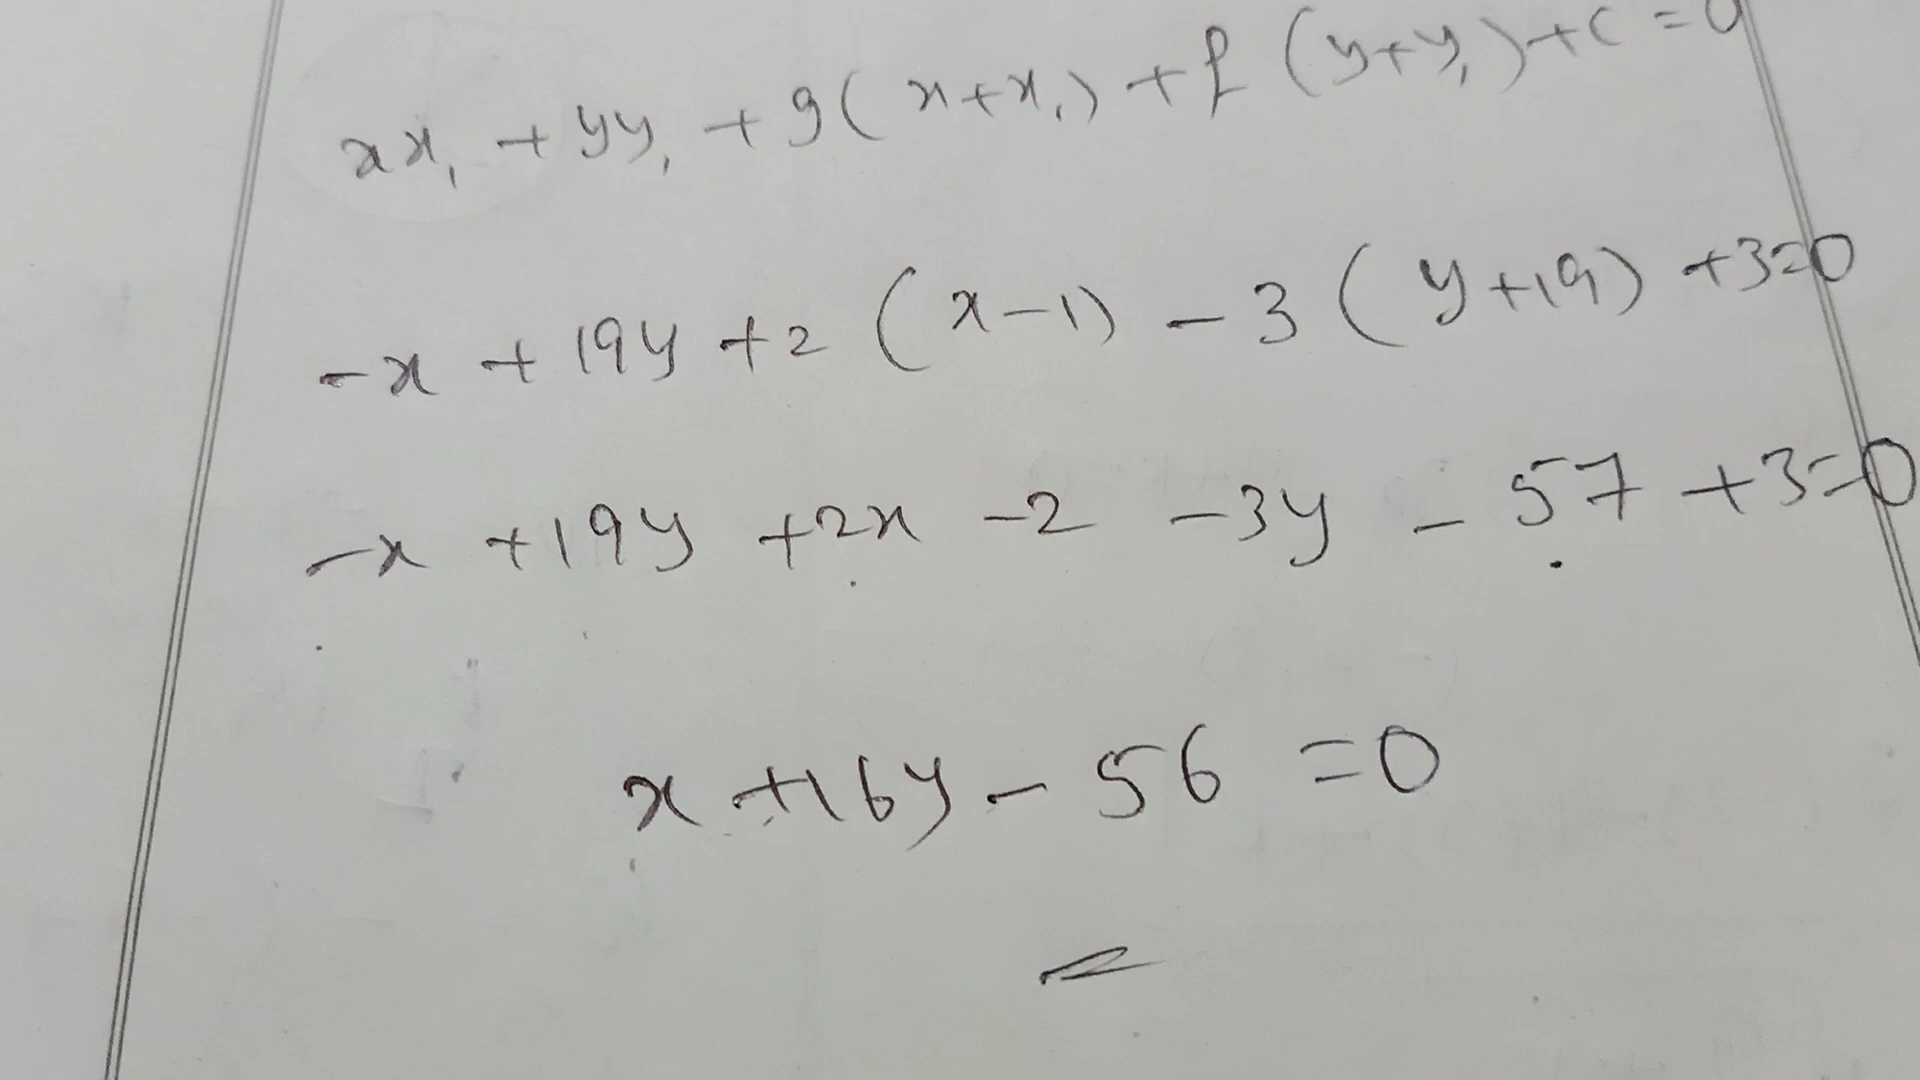 xx₁ + yy₁ + g(x+x₁) + f(y+y₁)+c=0
-x + 19y +2(x-1) -3(y+19) +3=0
-x +19y +2x -2 -3y -57 +3=0
x +16y - 56 =0